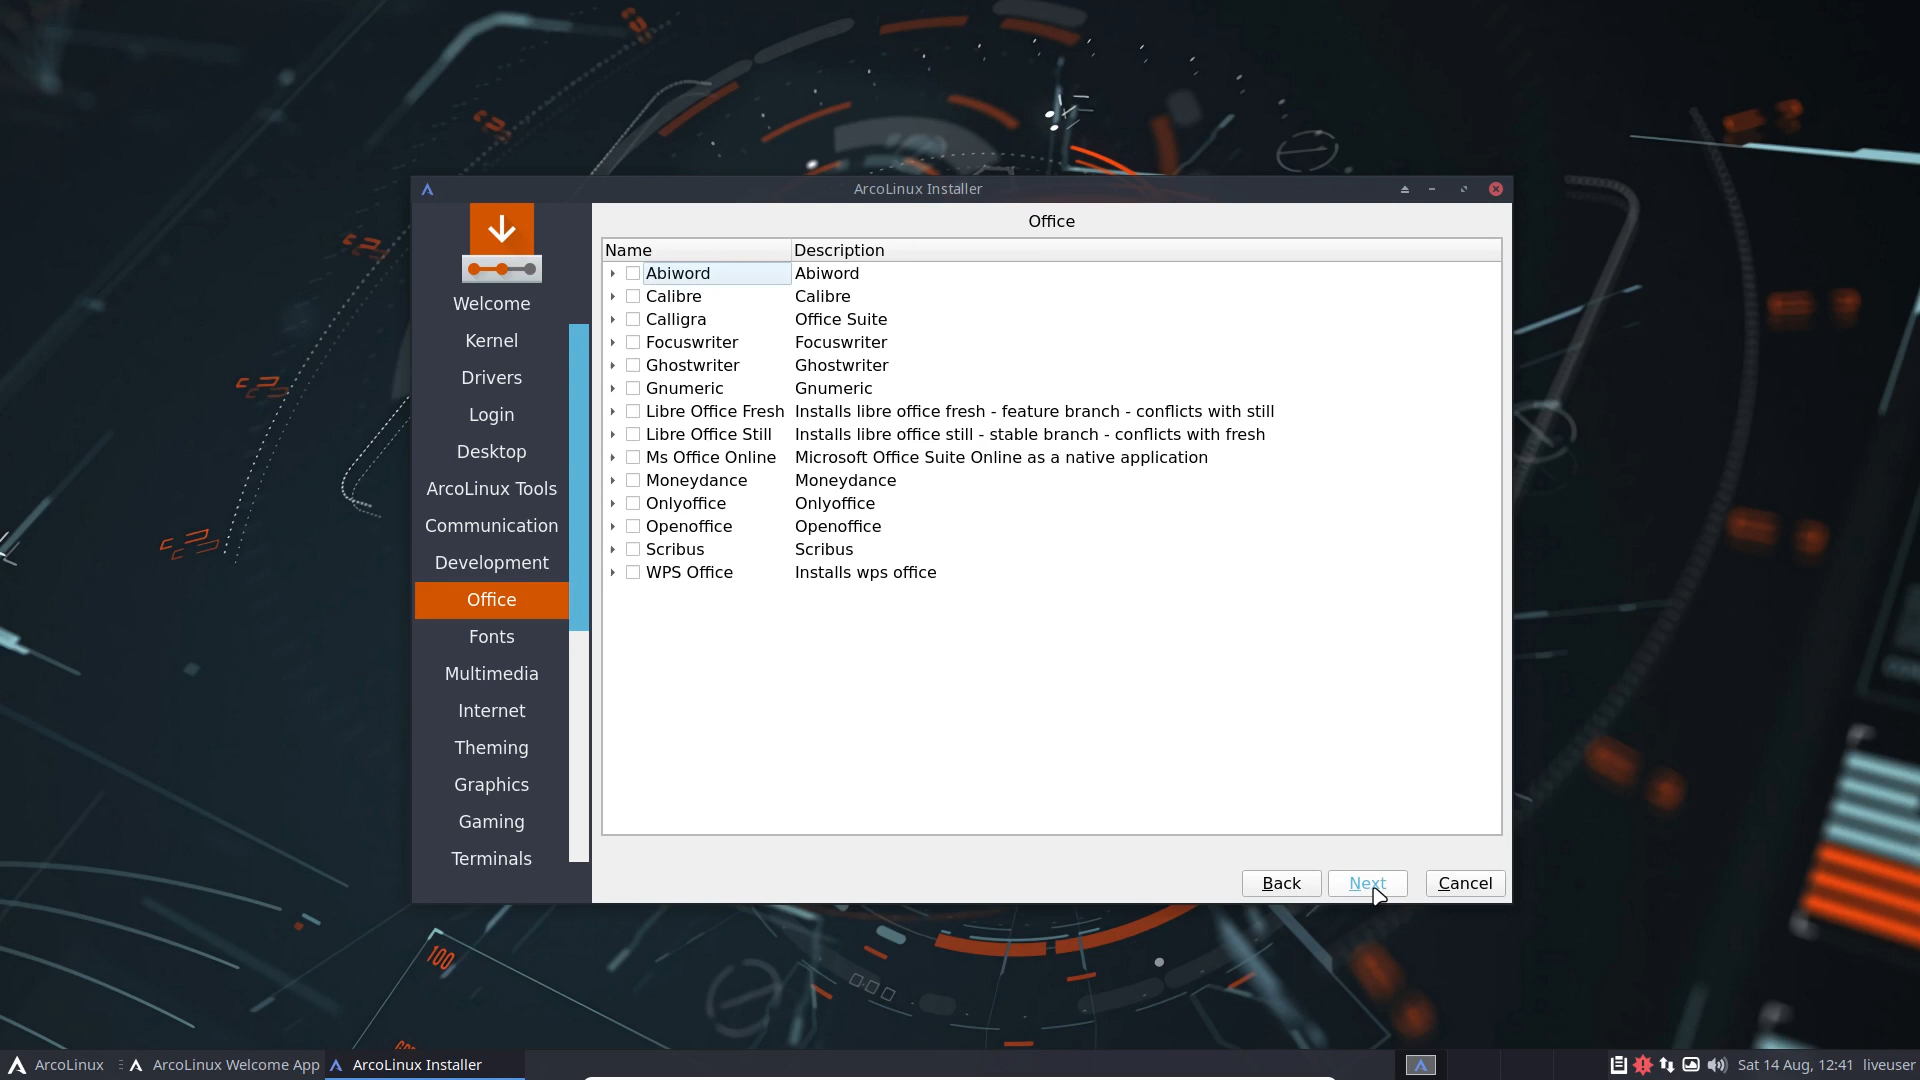 ArcoLinux Installer
Office
Name Description
Abiword Abiword
Calibre Calibre
Calligra Office Suite
Focuswriter Focuswriter
Ghostwriter Ghostwriter
Gnumeric Gnumeric
Libre Office Fresh Installs libre office fresh - feature branch - conflicts with still
Libre Office Still Installs libre office still - stable branch - conflicts with fresh
Ms Office Online Microsoft Office Suite Online as a native application
Moneydance Moneydance
Onlyoffice Onlyoffice
Openoffice Openoffice
Scribus Scribus
WPS Office Installs wps office
Welcome
Kernel
Drivers
Login
Desktop
ArcoLinux Tools
Communication
Development
Office
Fonts
Multimedia
Internet
Theming
Graphics
Gaming
Terminals
Back Next Cancel
100
ArcoLinux ArcoLinux Welcome App ArcoLinux Installer Sat 14 Aug, 12:41 liveuser